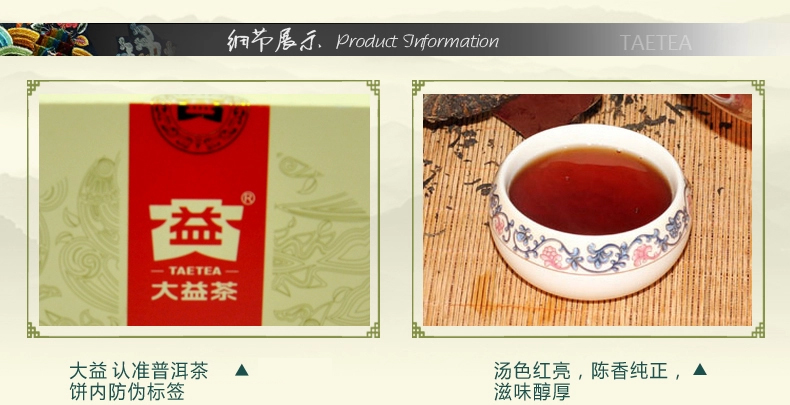 细节展示 Product Information
TAETEA
益®
TAETEA
大益茶
大益 认准普洱茶 ▲
饼内防伪标签
汤色红亮，陈香纯正， ▲
滋味醇厚